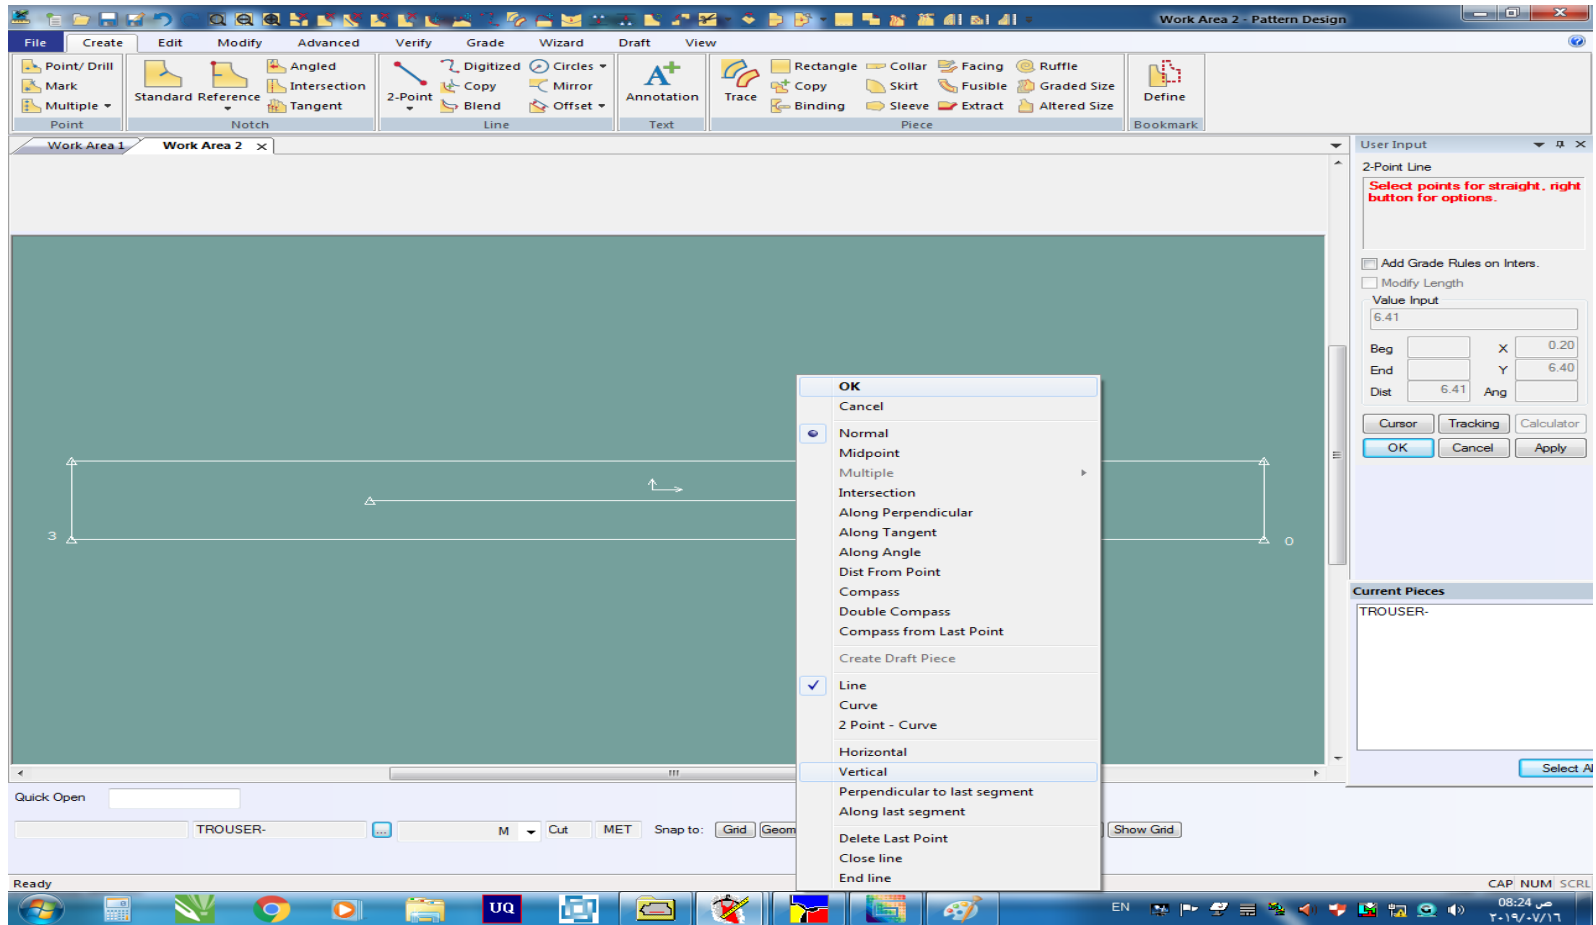 Work Area 2 - Pattern Design
File Create Edit Modify Advanced Verify Grade Wizard Draft View
Point/ Drill
Mark
Multiple
Point
Standard Reference
Angled
Intersection
Tangent
Notch
2-Point
Digitized Circles
Copy Mirror
Blend Offset
Line
Annotation
Text
Trace
Rectangle Collar Facing Ruffle
Copy Skirt Fusible Graded Size
Binding Sleeve Extract Altered Size
Piece
Define
Bookmark
Work Area 1 Work Area 2
User Input
2-Point Line
Select points for straight, right
button for options.
Add Grade Rules on Inters.
Modify Length
Value Input
6.41
Beg X 0.20
End Y 6.40
Dist 6.41 Ang
Cursor Tracking Calculator
OK Cancel Apply
Current Pieces
TROUSER-
Select Al
3
0
OK
Cancel
Normal
Midpoint
Multiple
Intersection
Along Perpendicular
Along Tangent
Along Angle
Dist From Point
Compass
Double Compass
Compass from Last Point
Create Draft Piece
Line
Curve
2 Point - Curve
Horizontal
Vertical
Perpendicular to last segment
Along last segment
Delete Last Point
Close line
End line
Quick Open
TROUSER- ... M Cut MET Snap to: Grid Geom Show Grid
Ready
CAP NUM SCRL
UQ
EN
08:24 ص
٢٠١٩/٠٧/١٦